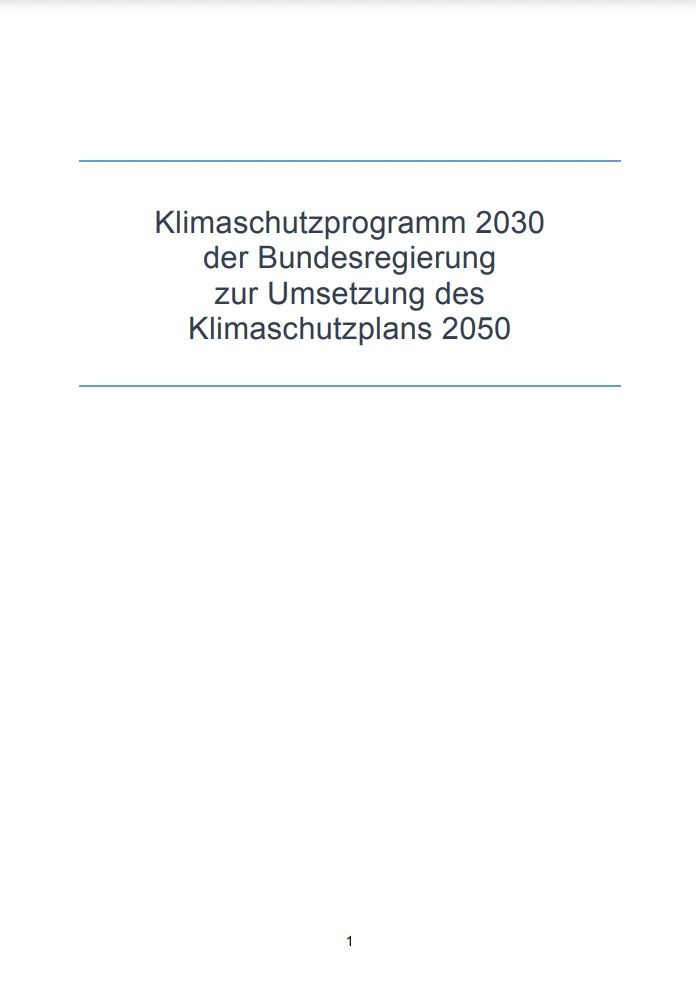 Klimaschutzprogramm 2030
der Bundesregierung
zur Umsetzung des
Klimaschutzplans 2050
1